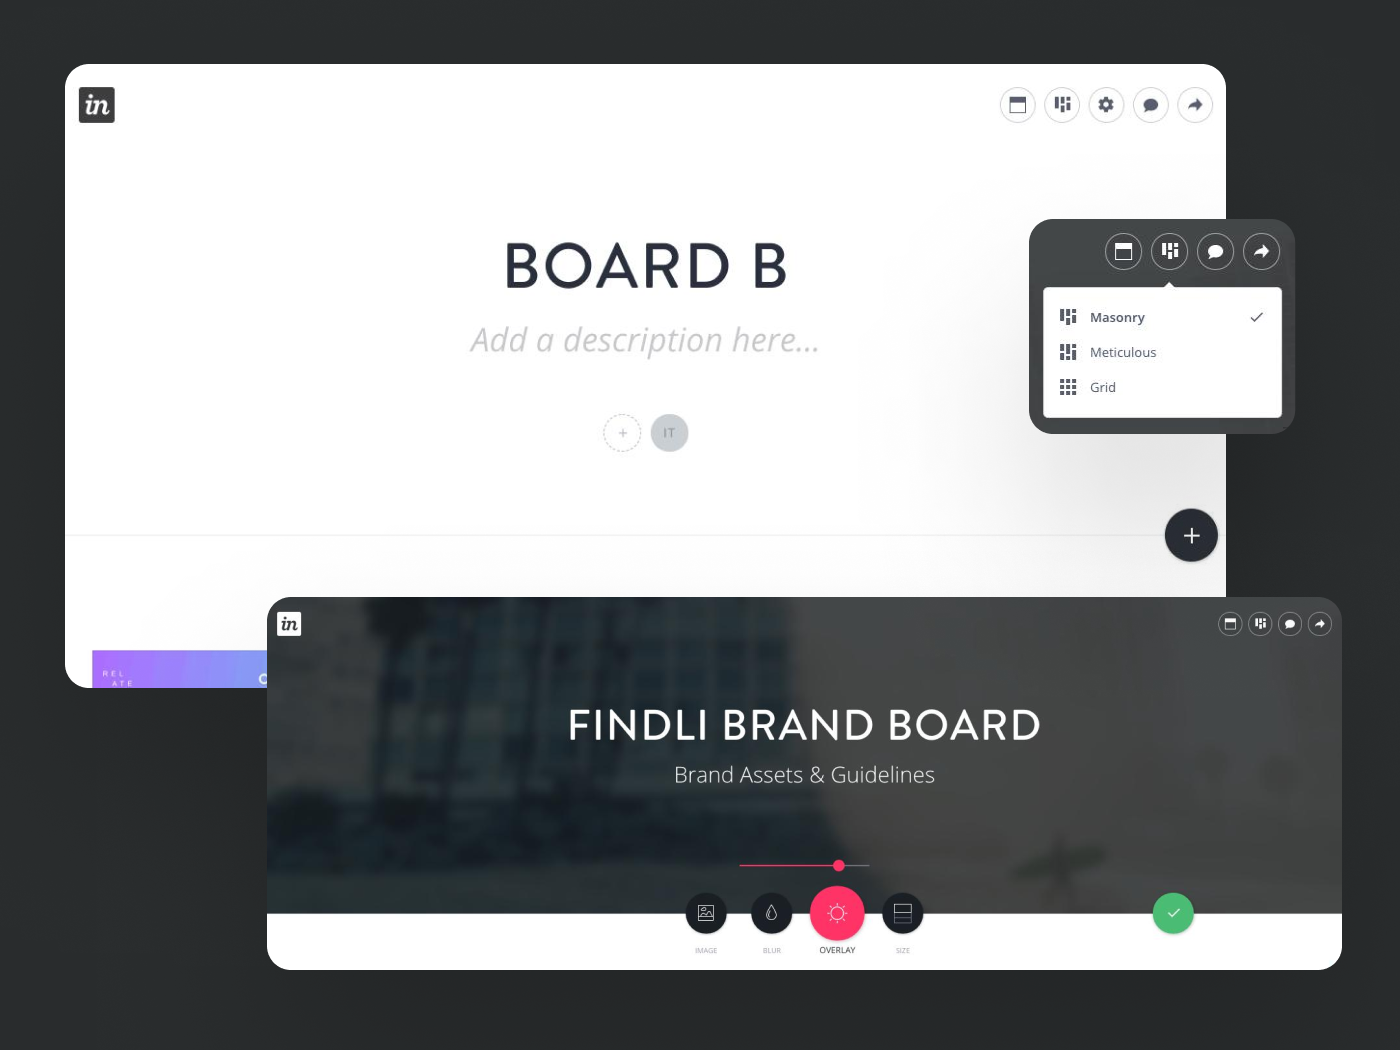 in
BOARD B
Add a description here...
+ IT
Masonry
Meticulous
Grid
REL
ATE
in
FINDLI BRAND BOARD
Brand Assets & Guidelines
IMAGE BLUR OVERLAY SIZE